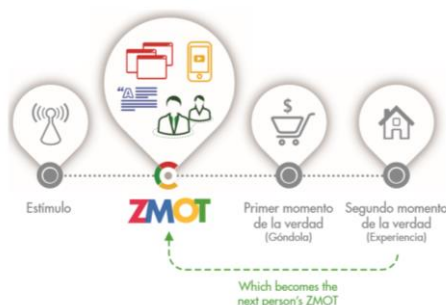 “A
$
Estímulo
ZMOT
Primer momento
de la verdad
(Góndola)
Segundo momento
de la verdad
(Experiencia)
Which becomes the
next person's ZMOT